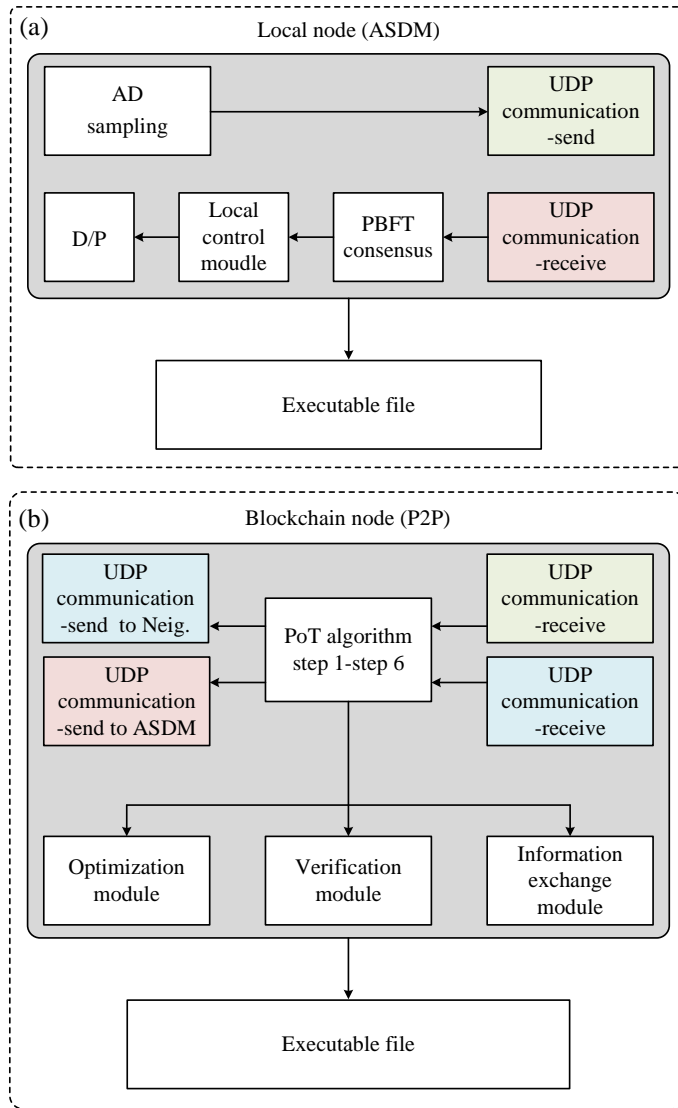 (a)
Local node (ASDM)
AD
sampling
UDP
communication
-send
D/P
Local
control
moudle
PBFT
consensus
UDP
communication
-receive
Executable file
(b)
Blockchain node (P2P)
UDP
communication
-send to Neig.
PoT algorithm
step 1-step 6
UDP
communication
-receive
UDP
communication
-send to ASDM
UDP
communication
-receive
Optimization
module
Verification
module
Information
exchange
module
Executable file